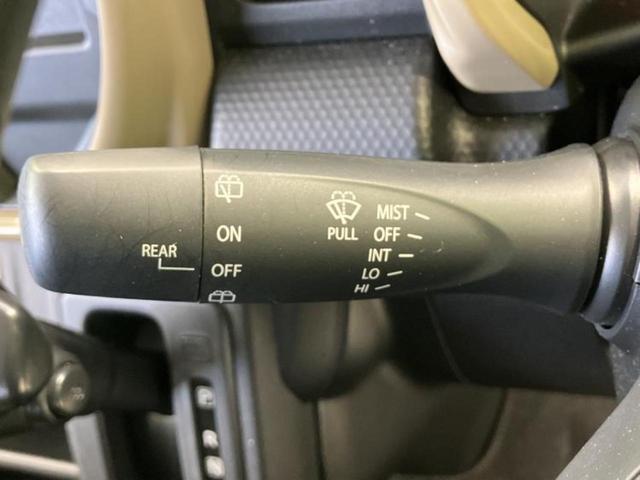 MIST
PULL OFF
INT
LO
HI
REAR
ON
OFF
P
R
N